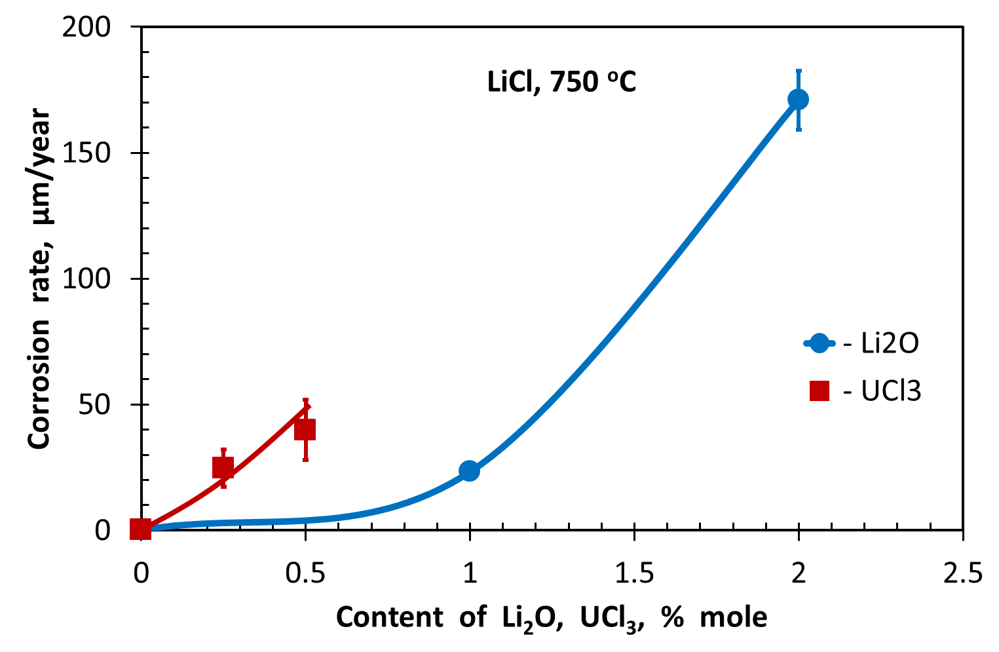 200
150
100
50
0
Corrosion rate, µm/year
LiCl, 750 ᵒC
- Li2O
- UCl3
0 0.5 1 1.5 2 2.5
Content of Li₂O, UCl₃, % mole